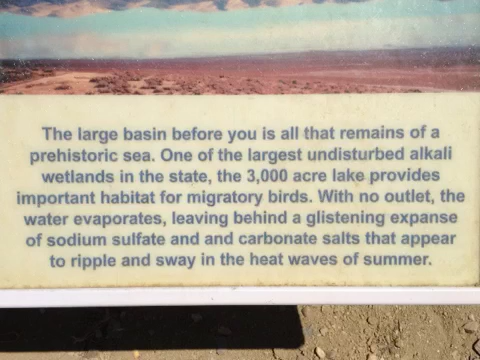 The large basin before you is all that remains of a
prehistoric sea. One of the largest undisturbed alkali
wetlands in the state, the 3,000 acre lake provides
important habitat for migratory birds. With no outlet, the
water evaporates, leaving behind a glistening expanse
of sodium sulfate and and carbonate salts that appear
to ripple and sway in the heat waves of summer.